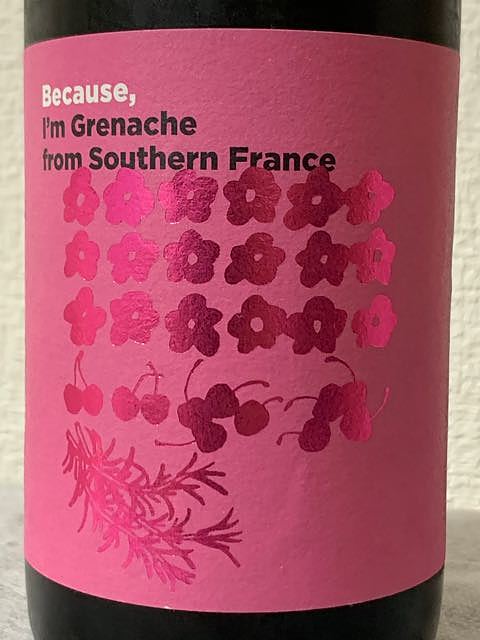 Because,
I'm Grenache
from Southern France